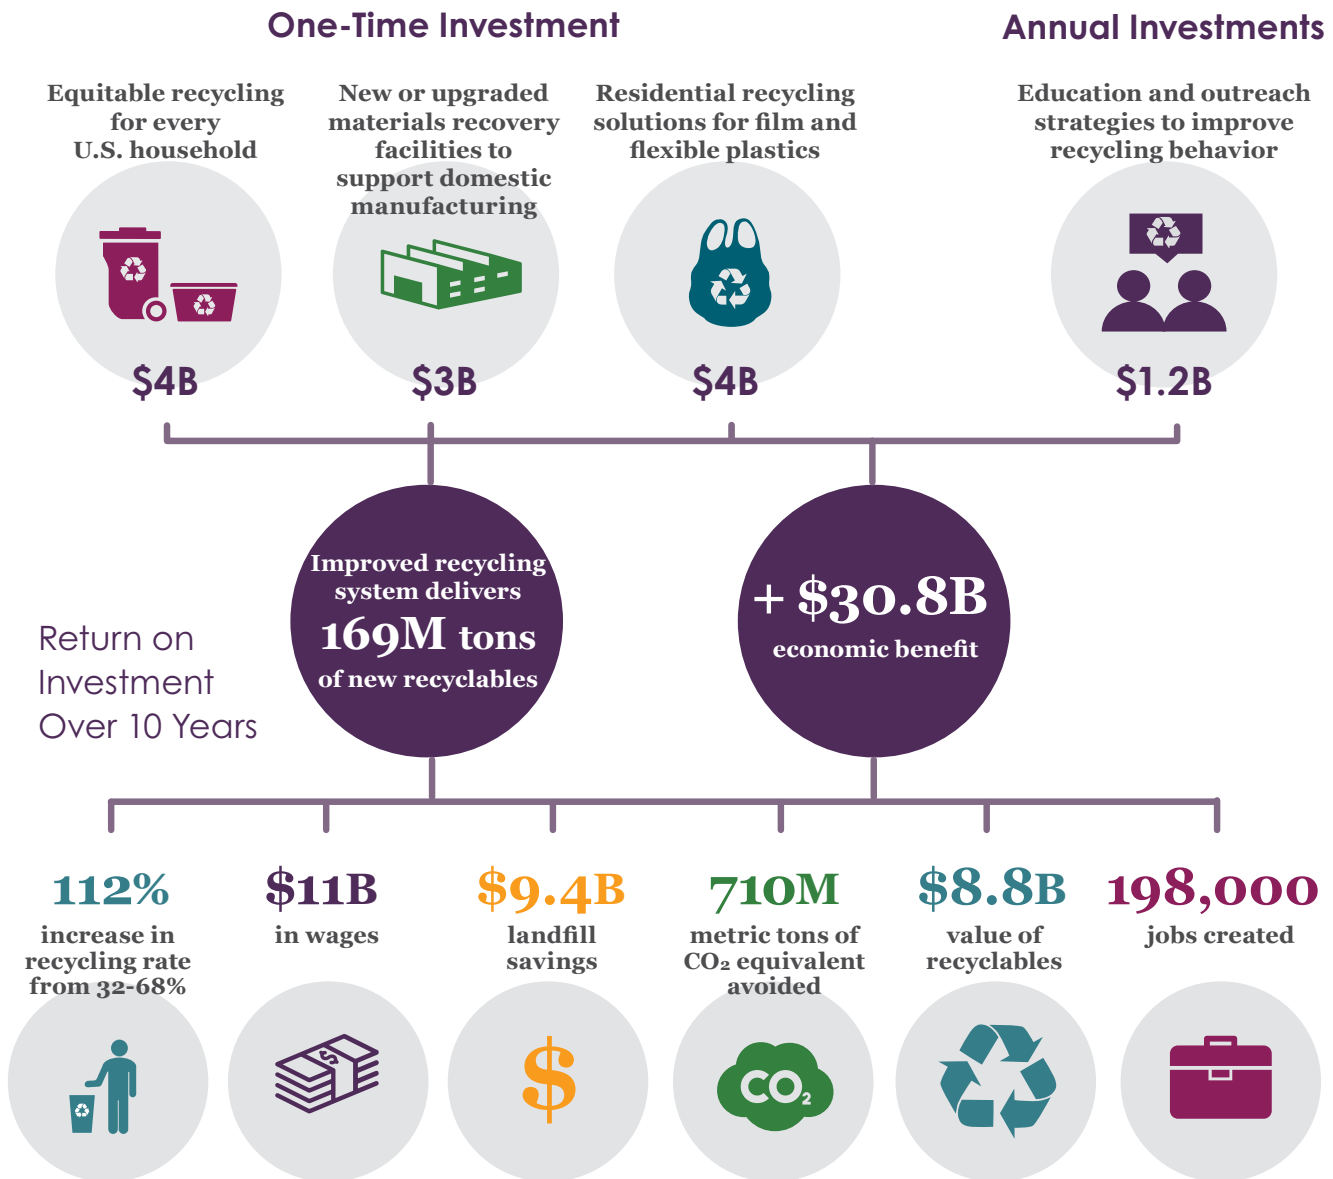 One-Time Investment
Annual Investments
Equitable recycling
for every
U.S. household
New or upgraded
materials recovery
facilities to
support domestic
manufacturing
Residential recycling
solutions for film and
flexible plastics
Education and outreach
strategies to improve
recycling behavior
$4B
$3B
$4B
$1.2B
Improved recycling
system delivers
169M tons
of new recyclables
+ $30.8B
economic benefit
Return on
Investment
Over 10 Years
112%
increase in
recycling rate
from 32-68%
$11B
in wages
$9.4B
landfill
savings
710M
metric tons of
CO₂ equivalent
avoided
$8.8B
value of
recyclables
198,000
jobs created
$
$
CO₂